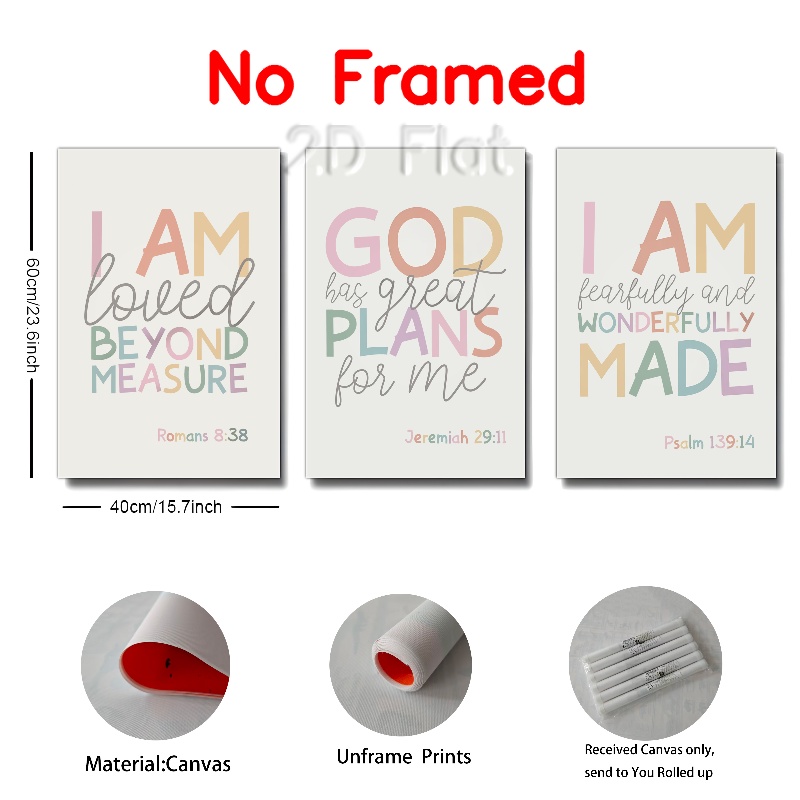 No Framed
2D Flat
60cm/23.6inch
I AM
loved
BEYOND
MEASURE
Romans 8:38
GOD
has great
PLANS
for me
Jeremiah 29:11
I AM
fearfully and
WONDERFULLY
MADE
Psalm 139:14
40cm/15.7inch
Material:Canvas
Unframe Prints
Received Canvas only,
send to You Rolled up